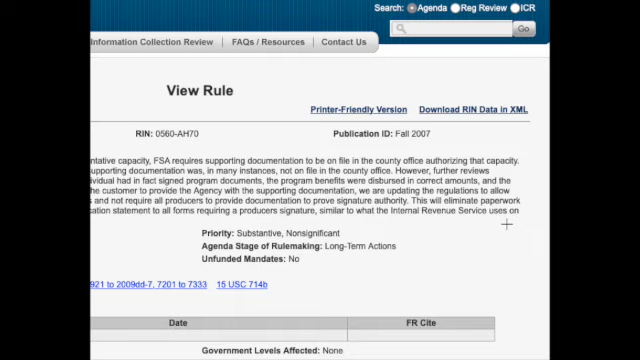 Search: Agenda Reg Review ICR
Go
Information Collection Review FAQs / Resources Contact Us
View Rule
Printer-Friendly Version Download RIN Data in XML
RIN: 0560-AH70 Publication ID: Fall 2007
entative capacity, FSA requires supporting documentation to be on file in the county office authorizing that capacity.
supporting documentation was, in many instances, not on file in the county office. However, further reviews
dividual had in fact signed program documents, the program benefits were disbursed in correct amounts, and the
the customer to provide the Agency with the supporting documentation, we are updating the regulations to allow
s and not require all producers to provide documentation to prove signature authority. This will eliminate paperwork
cation statement to all forms requiring a producers signature, similar to what the Internal Revenue Service uses on
Priority: Substantive, Nonsignificant
Agenda Stage of Rulemaking: Long-Term Actions
Unfunded Mandates: No
921 to 2009dd-7, 7201 to 7333 15 USC 714b
Date FR Cite
Government Levels Affected: None